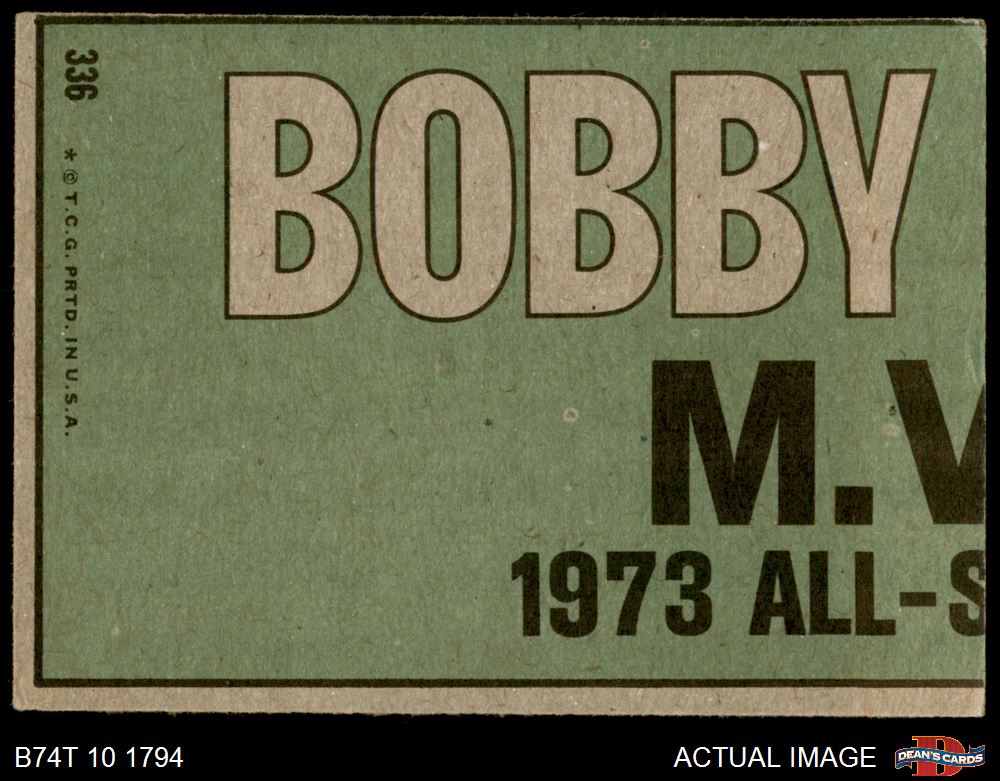 336
* © T.C.G. PRTD. IN U.S.A.
BOBBY
M.V
1973 ALL-S
B74T 10 1794
ACTUAL IMAGE
D
DEAN'S CARDS